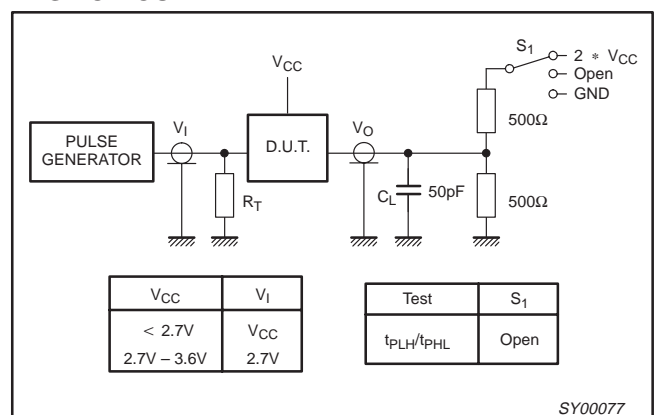 S1
2 * VCC
Open
GND
VCC
500Ω
PULSE
GENERATOR
VI
D.U.T.
VO
RT
CL
50pF
500Ω
VCC VI
< 2.7V VCC
2.7V – 3.6V 2.7V
Test S1
tPLH/tPHL Open
SY00077